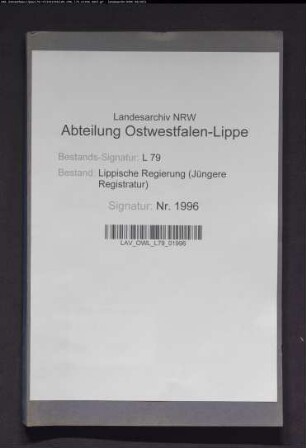 Landesarchiv NRW
Abteilung Ostwestfalen-Lippe
Bestands-Signatur: L 79
Bestand: Lippische Regierung (Jüngere
Registratur)
Signatur: Nr. 1996
LAV_OWL_L79_01996